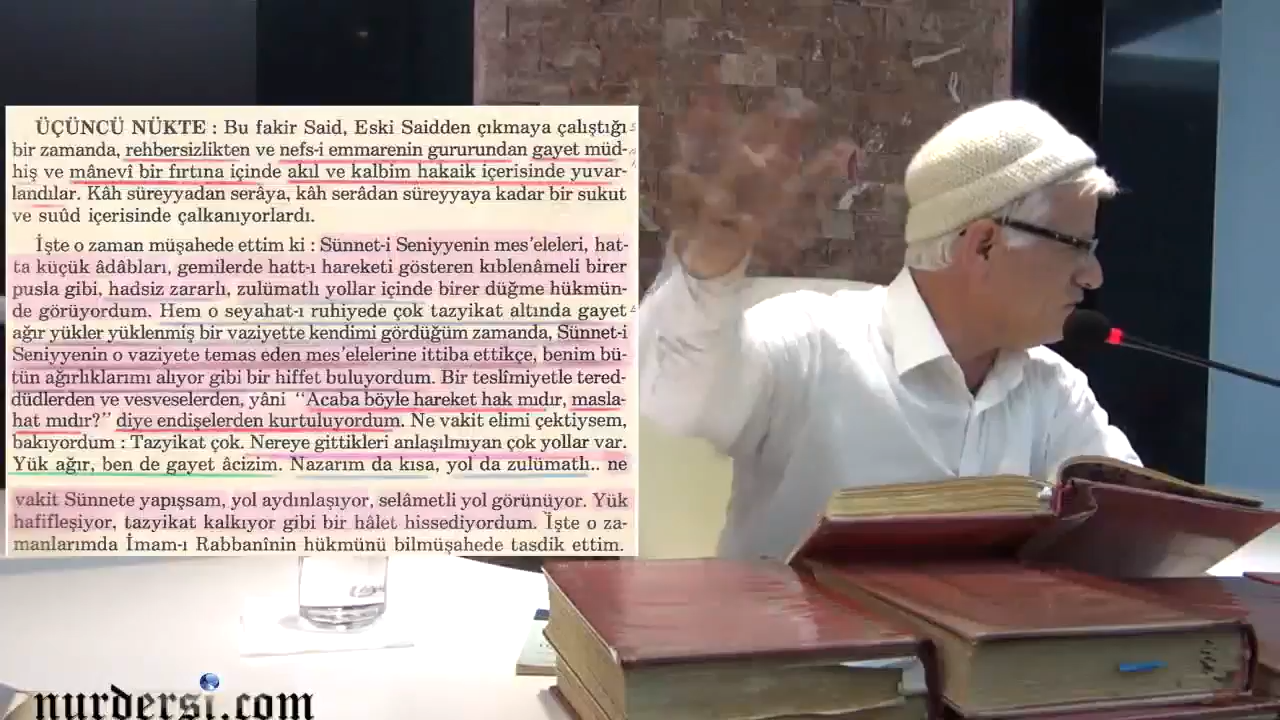 ÜÇÜNCÜ NÜKTE : Bu fakir Said, Eski Saidden çıkmaya çalıştığı
bir zamanda, rehbersizlikten ve nefs-i emmarenin gururundan gayet müd-
hiş ve mânevî bir fırtına içinde akıl ve kalbim hakaik içerisinde yuvar-
landılar. Kâh süreyyadan serâya, kâh serâdan süreyyaya kadar bir sukut
ve suûd içerisinde çalkanıyorlardı.
İşte o zaman müşahede ettim ki : Sünnet-i Seniyyenin mes'eleleri, hat-
ta küçük âdâbları, gemilerde hatt-ı hareketi gösteren kıblenâmeli birer
pusla gibi, hadsiz zararlı, zulümatlı yollar içinde birer düğme hükmün-
de görüyordum. Hem o seyahat-ı ruhiyede çok tazyikat altında gayet
ağır yükler yüklenmiş bir vaziyette kendimi gördüğüm zamanda, Sünnet-i
Seniyyenin o vaziyete temas eden mes'elelerine ittiba ettikçe, benim bü-
tün ağırlıklarımı alıyor gibi bir hiffet buluyordum. Bir teslîmiyetle tered-
düdlerden ve vesveselerden, yâni "Acaba böyle hareket hak mıdır, masla-
hat mıdır?" diye endişelerden kurtuluyordum. Ne vakit elimi çektiysem,
bakıyordum : Tazyikat çok. Nereye gittikleri anlaşılmıyan çok yollar var.
Yük ağır, ben de gayet âcizim. Nazarım da kısa, yol da zulümatlı.. ne
vakit Sünnete yapışsam, yol aydınlaşıyor, selâmetli yol görünüyor. Yük
hafifleşiyor, tazyikat kalkıyor gibi bir hâlet hissediyordum. İşte o za-
manlarımda İmam-ı Rabbanînin hükmünü bilmüşahede tasdik ettim.
nurdersi.com